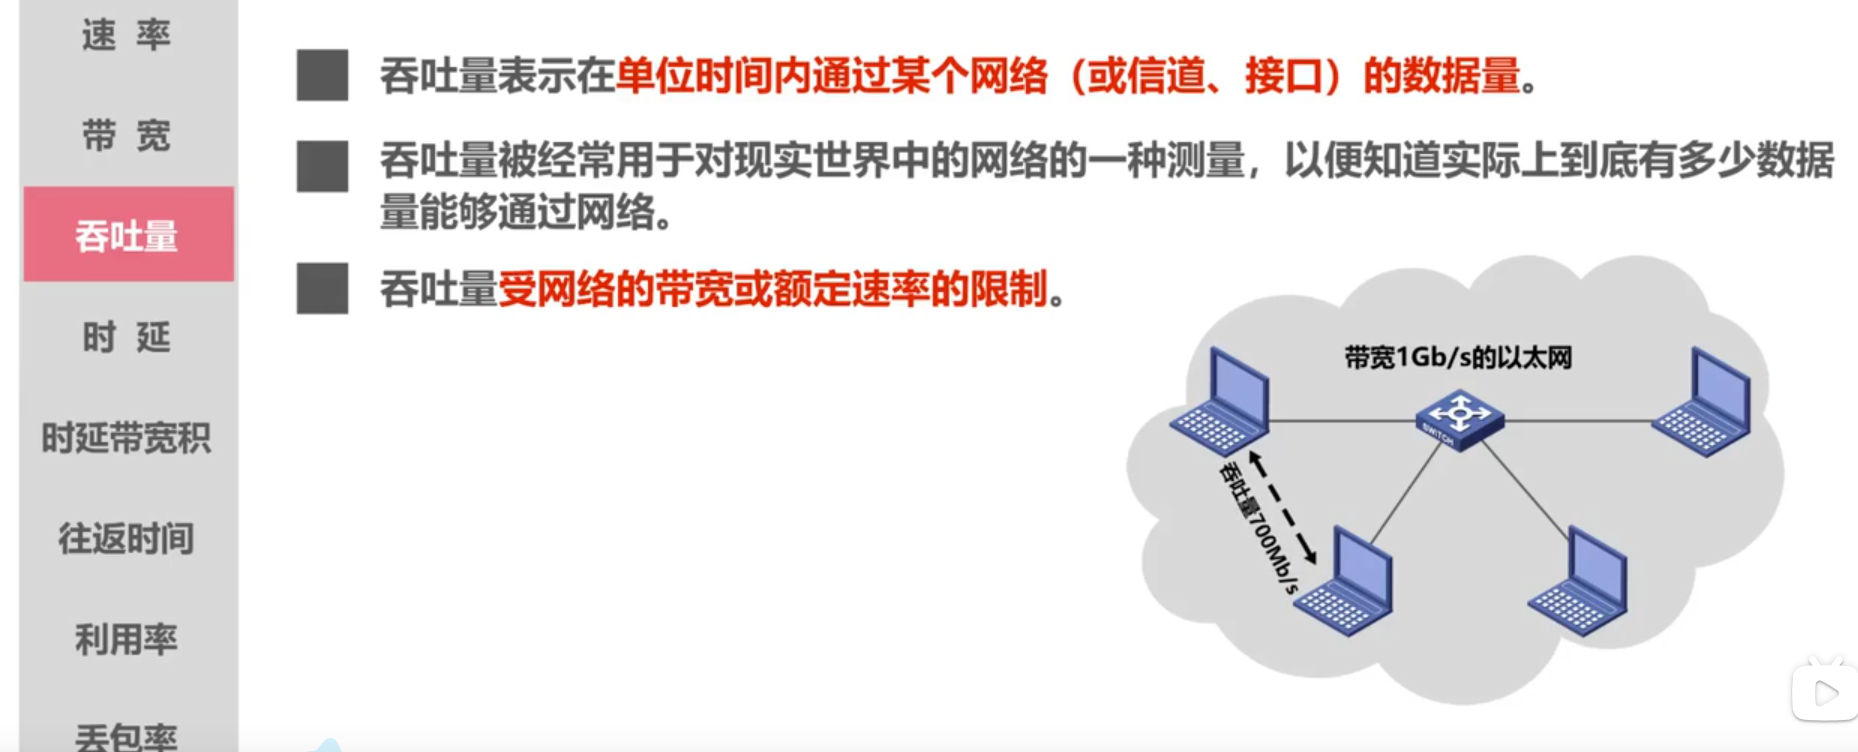 速 率
带 宽
吞吐量
时 延
时延带宽积
往返时间
利用率
丢包率
吞吐量表示在单位时间内通过某个网络（或信道、接口）的数据量。
吞吐量被经常用于对现实世界中的网络的一种测量，以便知道实际上到底有多少数据
量能够通过网络。
吞吐量受网络的带宽或额定速率的限制。
带宽1Gb/s的以太网
SWITCH
吞吐量700Mb/s